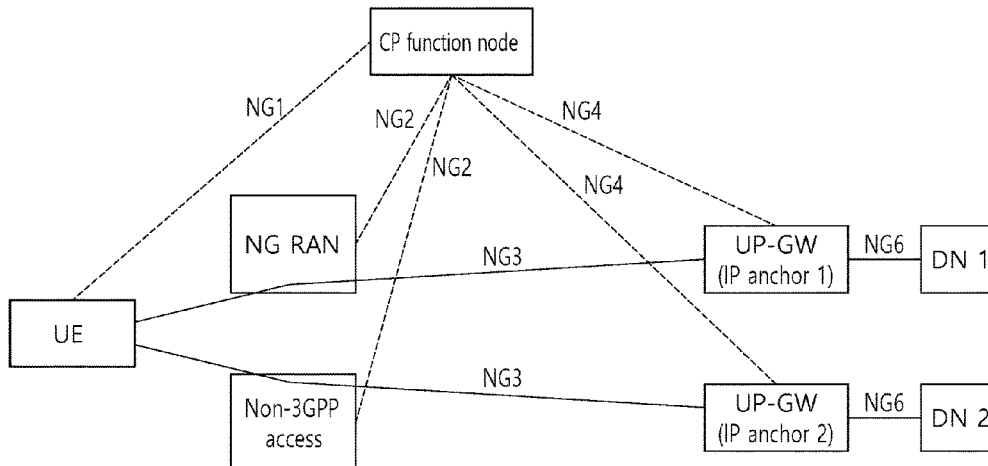 CP function node
NG1
NG2
NG4
NG2
NG4
NG RAN
NG3
UP-GW
(IP anchor 1)
NG6
DN 1
UE
Non-3GPP
access
NG3
UP-GW
(IP anchor 2)
NG6
DN 2